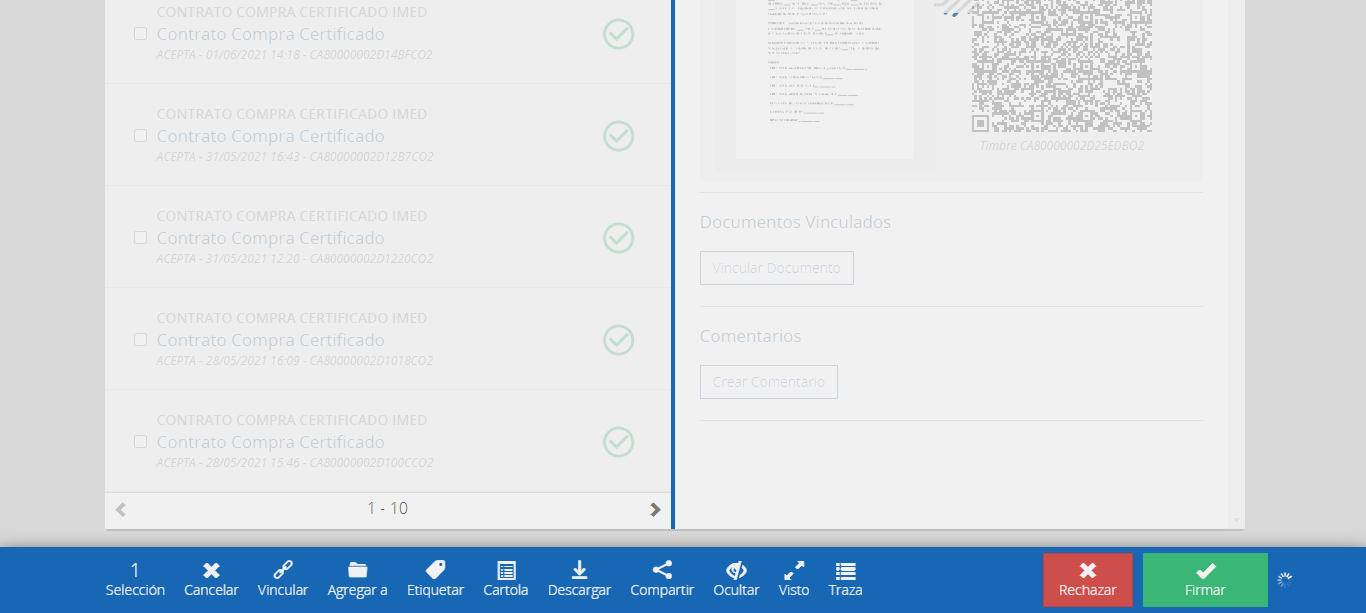 CONTRATO COMPRA CERTIFICADO IMED
Contrato Compra Certificado
ACEPTA - 01/06/2021 14:18 - CA80000002D14BFCO2
CONTRATO COMPRA CERTIFICADO IMED
Contrato Compra Certificado
ACEPTA - 31/05/2021 16:43 - CA80000002D12B7CO2
CONTRATO COMPRA CERTIFICADO IMED
Contrato Compra Certificado
ACEPTA - 31/05/2021 12:20 - CA80000002D1220CO2
CONTRATO COMPRA CERTIFICADO IMED
Contrato Compra Certificado
ACEPTA - 28/05/2021 16:09 - CA80000002D1018CO2
CONTRATO COMPRA CERTIFICADO IMED
Contrato Compra Certificado
ACEPTA - 28/05/2021 15:46 - CA80000002D100CCO2
1 - 10
Timbre CA80000002D25EDBO2
Documentos Vinculados
Vincular Documento
Comentarios
Crear Comentario
1
Selección
Cancelar
Vincular
Agregar a
Etiquetar
Cartola
Descargar
Compartir
Ocultar
Visto
Traza
Rechazar
Firmar